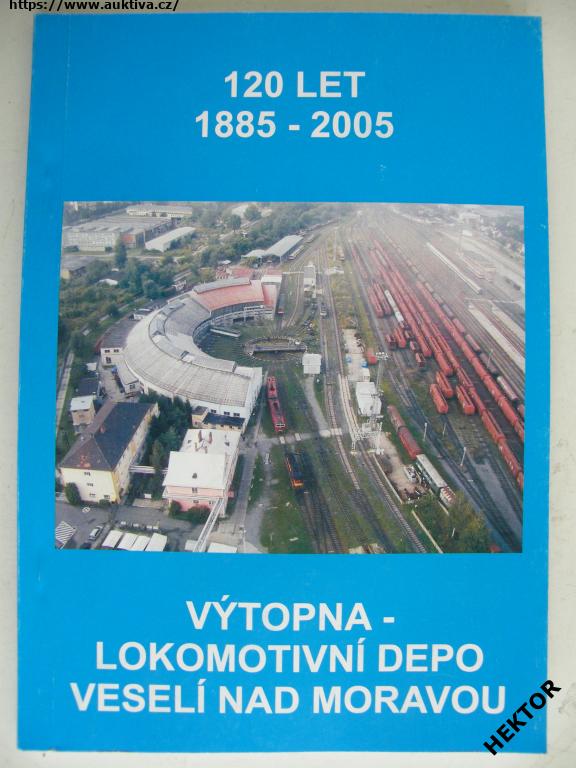 https://www.auktiva.cz/
120 LET
1885 - 2005
VÝTOPNA -
LOKOMOTIVNÍ DEPO
VESELÍ NAD MORAVOU
HEKTOR